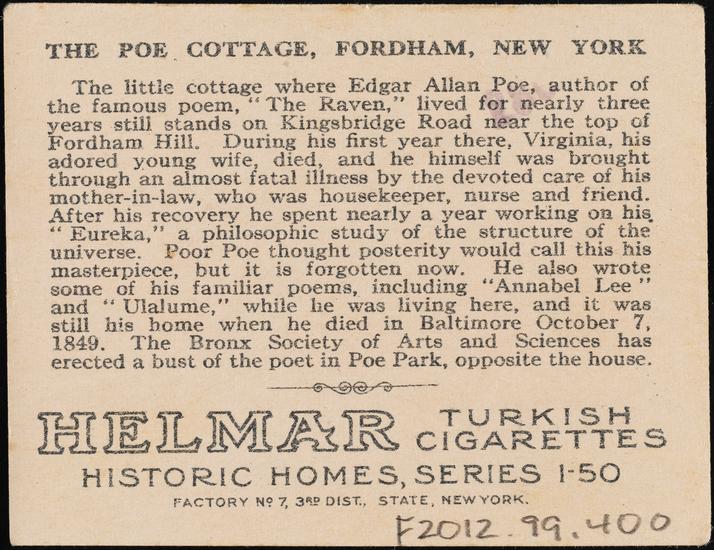 THE POE COTTAGE, FORDHAM, NEW YORK
The little cottage where Edgar Allan Poe, author of
the famous poem, "The Raven," lived for nearly three
years still stands on Kingsbridge Road near the top of
Fordham Hill. During his first year there, Virginia, his
adored young wife, died, and he himself was brought
through an almost fatal illness by the devoted care of his
mother-in-law, who was housekeeper, nurse and friend.
After his recovery he spent nearly a year working on his
"Eureka," a philosophic study of the structure of the
universe. Poor Poe thought posterity would call this his
masterpiece, but it is forgotten now. He also wrote
some of his familiar poems, including "Annabel Lee"
and "Ulalume," while he was living here, and it was
still his home when he died in Baltimore October 7,
1849. The Bronx Society of Arts and Sciences has
erected a bust of the poet in Poe Park, opposite the house.
HELMAR TURKISH CIGARETTES
HISTORIC HOMES, SERIES 1-50
FACTORY No 7, 3RD DIST., STATE, NEW YORK.
F2012.99.400